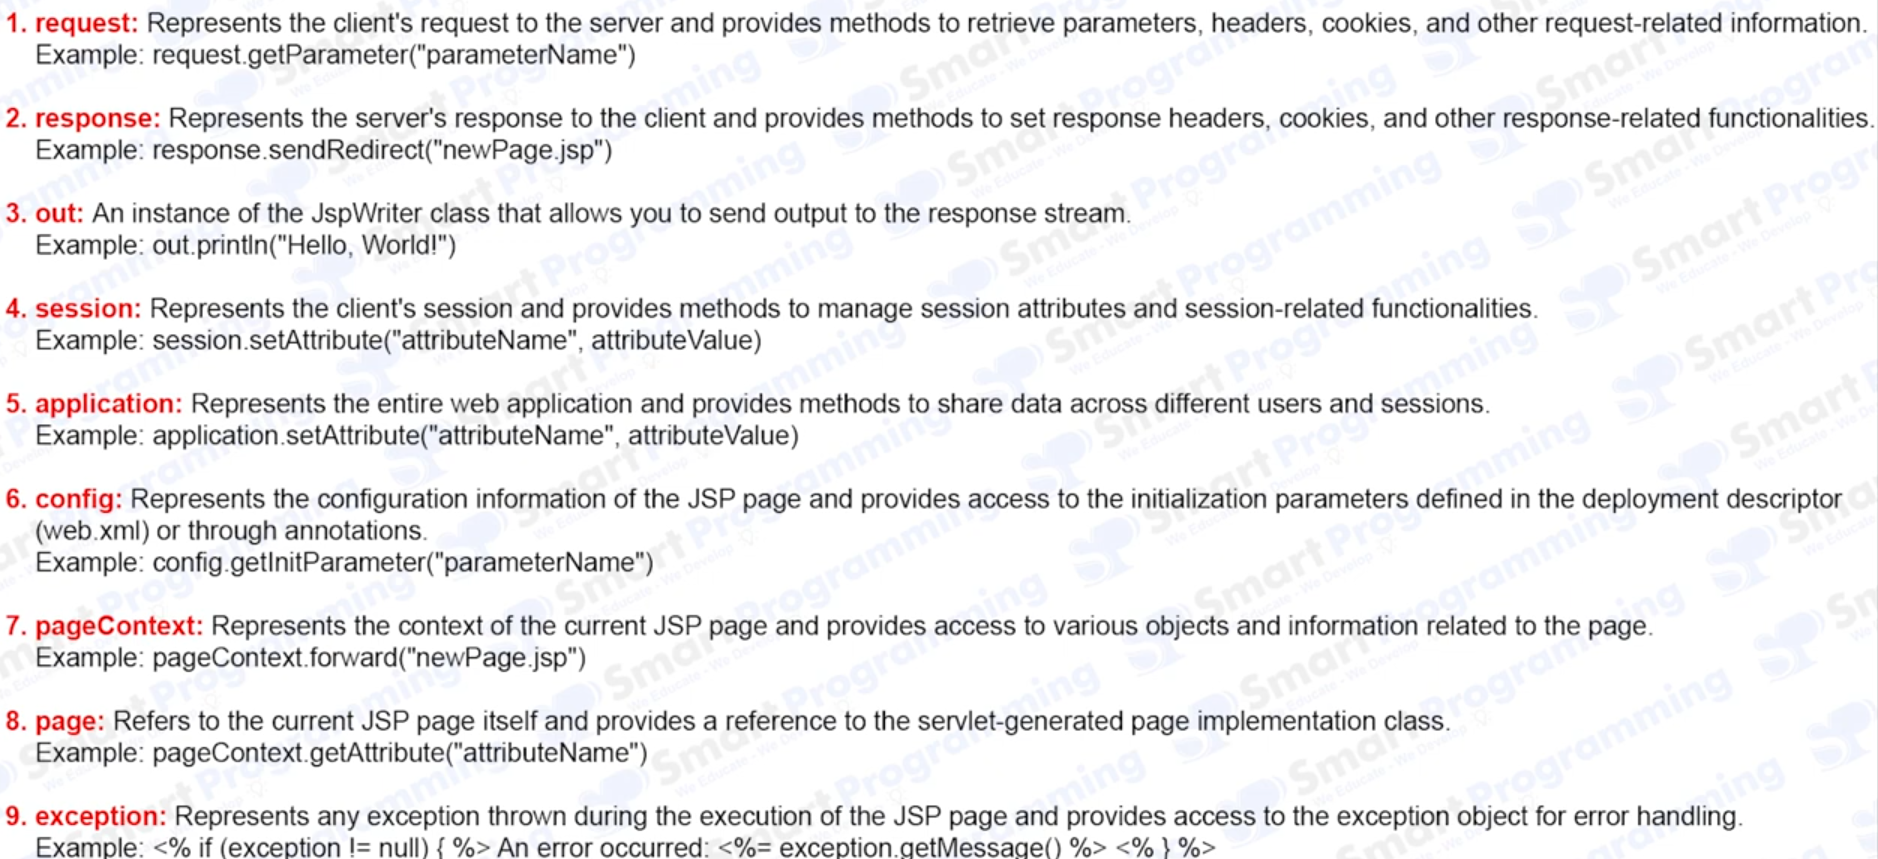 1. request: Represents the client's request to the server and provides methods to retrieve parameters, headers, cookies, and other request-related information.
Example: request.getParameter("parameterName")
2. response: Represents the server's response to the client and provides methods to set response headers, cookies, and other response-related functionalities.
Example: response.sendRedirect("newPage.jsp")
3. out: An instance of the JspWriter class that allows you to send output to the response stream.
Example: out.println("Hello, World!")
4. session: Represents the client's session and provides methods to manage session attributes and session-related functionalities.
Example: session.setAttribute("attributeName", attributeValue)
5. application: Represents the entire web application and provides methods to share data across different users and sessions.
Example: application.setAttribute("attributeName", attributeValue)
6. config: Represents the configuration information of the JSP page and provides access to the initialization parameters defined in the deployment descriptor
(web.xml) or through annotations.
Example: config.getInitParameter("parameterName")
7. pageContext: Represents the context of the current JSP page and provides access to various objects and information related to the page.
Example: pageContext.forward("newPage.jsp")
8. page: Refers to the current JSP page itself and provides a reference to the servlet-generated page implementation class.
Example: pageContext.getAttribute("attributeName")
9. exception: Represents any exception thrown during the execution of the JSP page and provides access to the exception object for error handling.
Example: <% if (exception != null) { %> An error occurred: <%= exception.getMessage() %> <% } %>